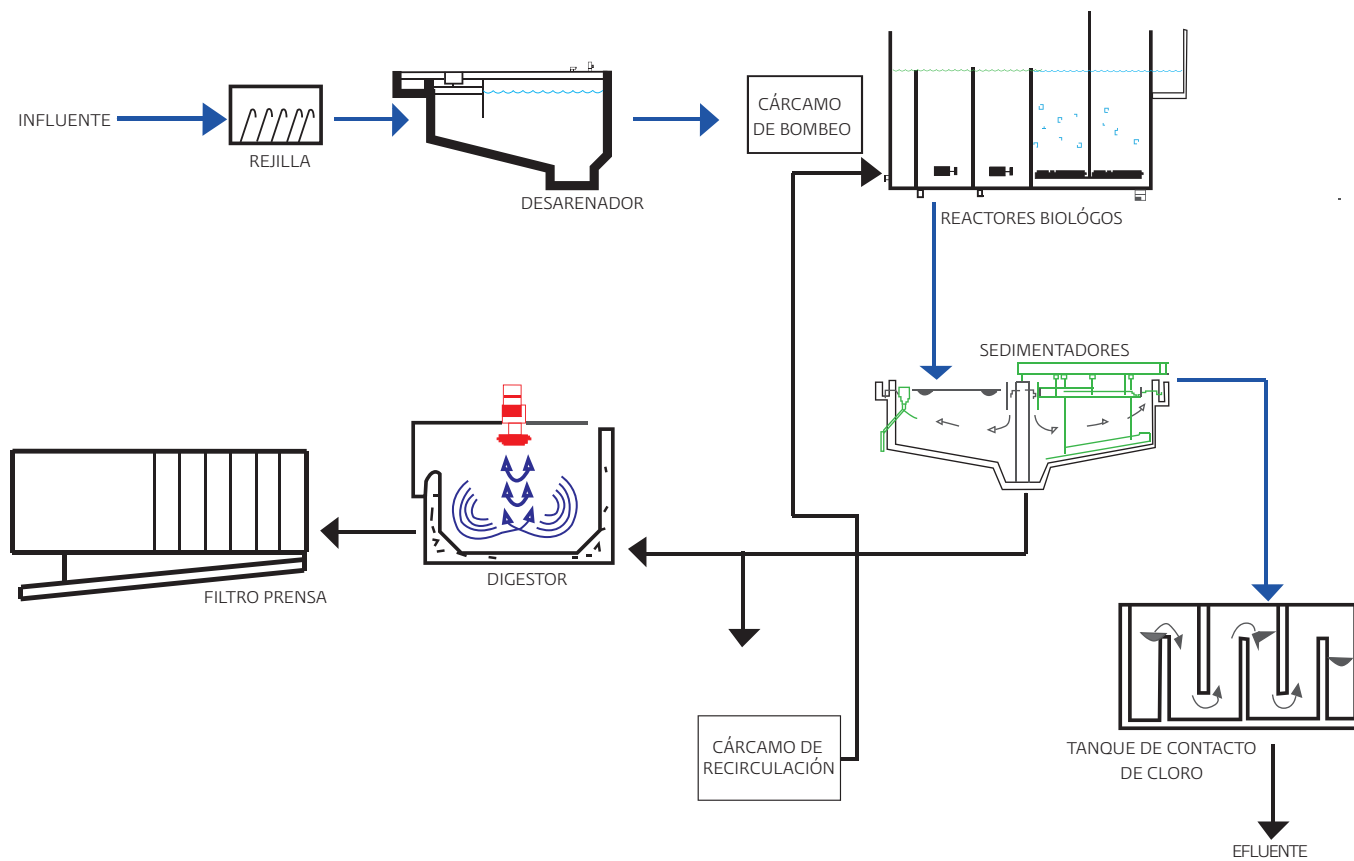 INFLUENTE
REJILLA
DESARENADOR
CÁRCAMO
DE BOMBEO
REACTORES BIOLÓGOS
SEDIMENTADORES
DIGESTOR
FILTRO PRENSA
CÁRCAMO DE
RECIRCULACIÓN
TANQUE DE CONTACTO
DE CLORO
EFLUENTE